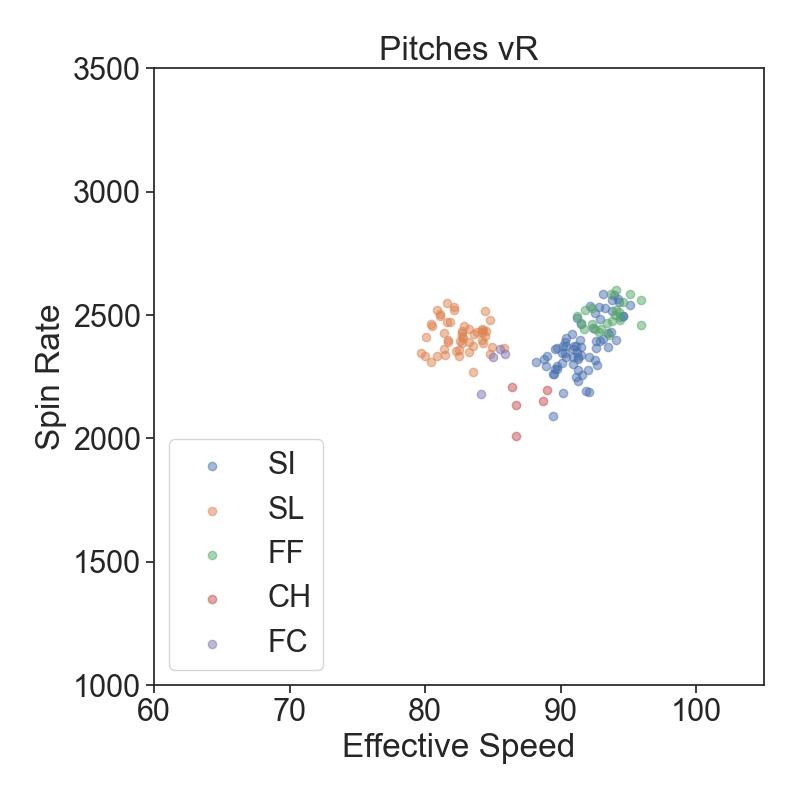 Pitches vR
3500
3000
2500
2000
1500
1000
Spin Rate
SI
SL
FF
CH
FC
60 70 80 90 100
Effective Speed